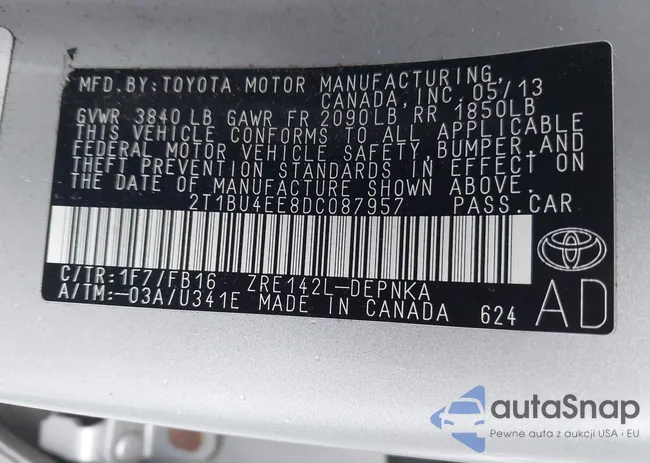 MFD.BY:TOYOTA MOTOR MANUFACTURING,
CANADA, INC. 05/13
GVWR 3840 LB GAWR FR 2090LB RR 1850LB
THIS VEHICLE CONFORMS TO ALL APPLICABLE
FEDERAL MOTOR VEHICLE SAFETY, BUMPER, AND
THEFT PREVENTION STANDARDS IN EFFECT ON
THE DATE OF MANUFACTURE SHOWN ABOVE.
2T1BU4EE8DC087957 PASS.CAR
C/TR:1F7/FB16 ZRE142L-DEPNKA
A/TM:-03A/U341E MADE IN CANADA 624
AD
autaSnap
Pewne auta z aukcji USA i EU